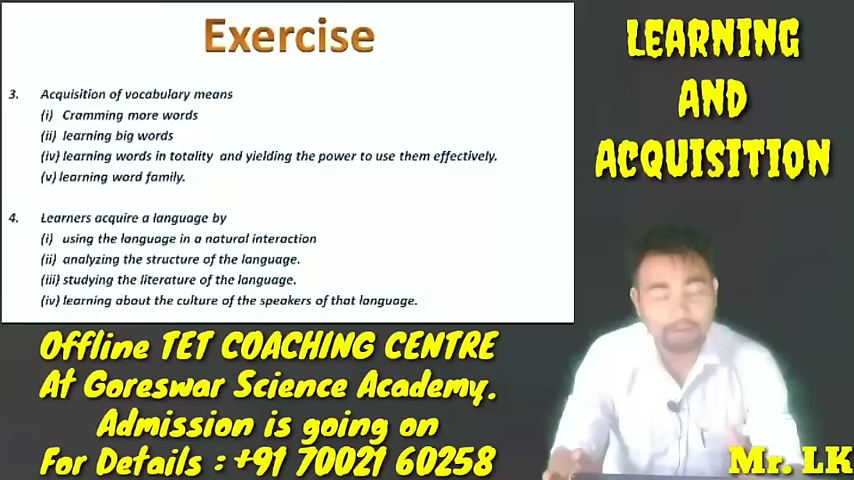 Exercise
3. Acquisition of vocabulary means
(i) Cramming more words
(ii) learning big words
(iv) learning words in totality and yielding the power to use them effectively.
(v) learning word family.
4. Learners acquire a language by
(i) using the language in a natural interaction
(ii) analyzing the structure of the language.
(iii) studying the literature of the language.
(iv) learning about the culture of the speakers of that language.
LEARNING
AND
ACQUISITION
Offline TET COACHING CENTRE
At Goreswar Science Academy.
Admission is going on
For Details : +91 70021 60258
Mr. LK